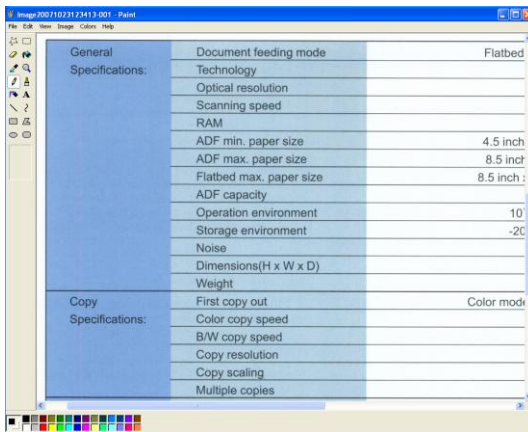 Image20071023123413-001 - Paint
File Edit View Image Colors Help
General Document feeding mode Flatbed
Specifications: Technology
Optical resolution
Scanning speed
RAM
ADF min. paper size 4.5 inch
ADF max. paper size 8.5 inch
Flatbed max. paper size 8.5 inch
ADF capacity
Operation environment 10
Storage environment -20
Noise
Dimensions(H x W x D)
Weight
Copy First copy out Color mode
Specifications: Color copy speed
B/W copy speed
Copy resolution
Copy scaling
Multiple copies